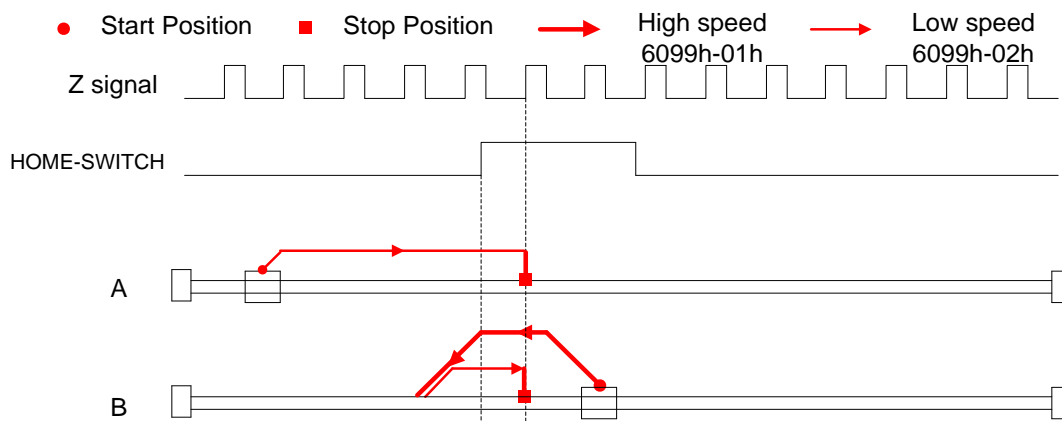 Start Position
Stop Position
High speed
6099h-01h
Low speed
6099h-02h
Z signal
HOME-SWITCH
A
B